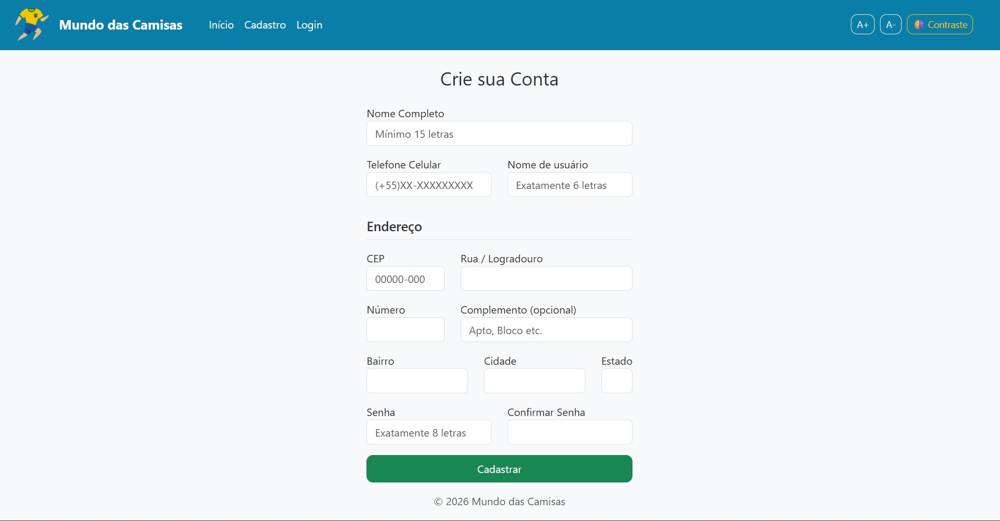 Mundo das Camisas Início Cadastro Login A+ A- Contraste
Crie sua Conta
Nome Completo
Mínimo 15 letras
Telefone Celular Nome de usuário
(+55)XX-XXXXXXXXX Exatamente 6 letras
Endereço
CEP Rua / Logradouro
00000-000
Número Complemento (opcional)
Apto, Bloco etc.
Bairro Cidade Estado
Senha Confirmar Senha
Exatamente 8 letras
Cadastrar
© 2026 Mundo das Camisas